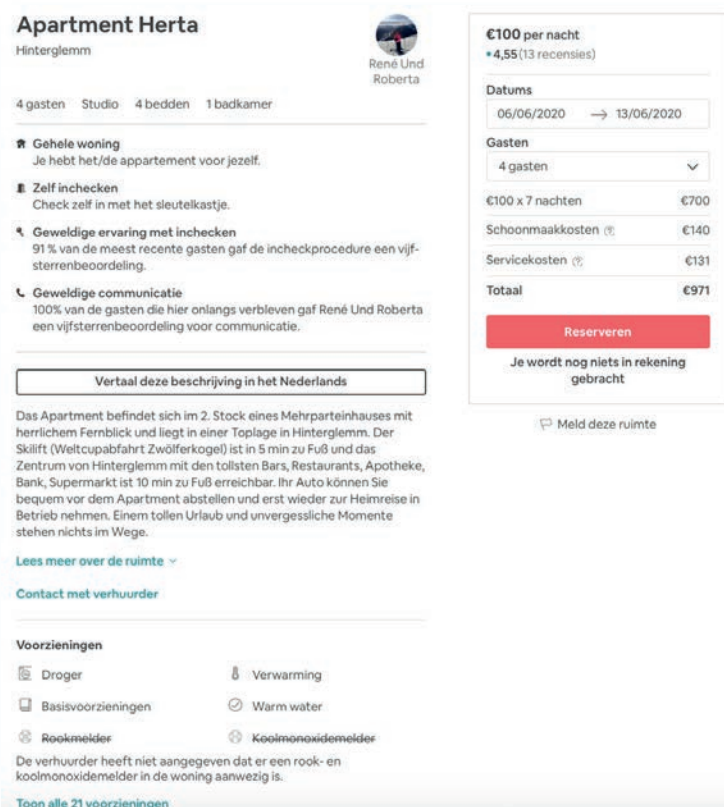 Apartment Herta
Hinterglemm
René Und
Roberta
4 gasten Studio 4 bedden 1 badkamer
Gehele woning
Je hebt het/de appartement voor jezelf.
Zelf inchecken
Check zelf in met het sleutelkastje.
Geweldige ervaring met inchecken
91 % van de meest recente gasten gaf de incheckprocedure een vijf-
sterrenbeoordeling.
Geweldige communicatie
100% van de gasten die hier onlangs verbleven gaf René Und Roberta
een vijfsterrenbeoordeling voor communicatie.
Vertaal deze beschrijving in het Nederlands
Das Apartment befindet sich im 2. Stock eines Mehrparteinhauses mit
herrlichem Fernblick und liegt in einer Toplage in Hinterglemm. Der
Skilift (Weltcupabfahrt Zwölferkogel) ist in 5 min zu Fuß und das
Zentrum von Hinterglemm mit den tollsten Bars, Restaurants, Apotheke,
Bank, Supermarkt ist 10 min zu Fuß erreichbar. Ihr Auto können Sie
bequem vor dem Apartment abstellen und erst wieder zur Heimreise in
Betrieb nehmen. Einem tollen Urlaub und unvergessliche Momente
stehen nichts im Wege.
Lees meer over de ruimte
Contact met verhuurder
Voorzieningen
Droger Verwarming
Basisvoorzieningen Warm water
Rookmelder Koolmonoxidemelder
De verhuurder heeft niet aangegeven dat er een rook- en
koolmonoxidemelder in de woning aanwezig is.
Toon alle 21 voorzieningen
€100 per nacht
4,55 (13 recensies)
Datums
06/06/2020 → 13/06/2020
Gasten
4 gasten
€100 x 7 nachten €700
Schoonmaakkosten €140
Servicekosten €131
Totaal €971
Reserveren
Je wordt nog niets in rekening
gebracht
Meld deze ruimte